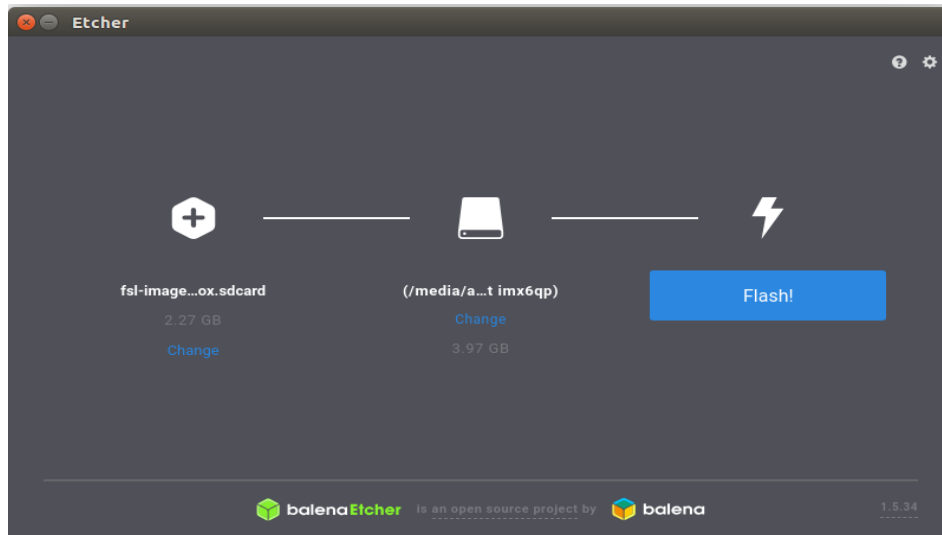 Etcher
fsl-image...ox.sdcard
2.27 GB
Change
(/media/a...t imx6qp)
Change
3.97 GB
Flash!
balenaEtcher Is an open source project by balena
1.5.34